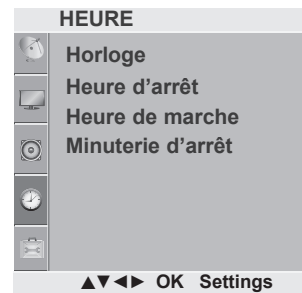 HEURE
Horloge
Heure d’arrêt
Heure de marche
Minuterie d’arrêt
▲▼◄► OK Settings